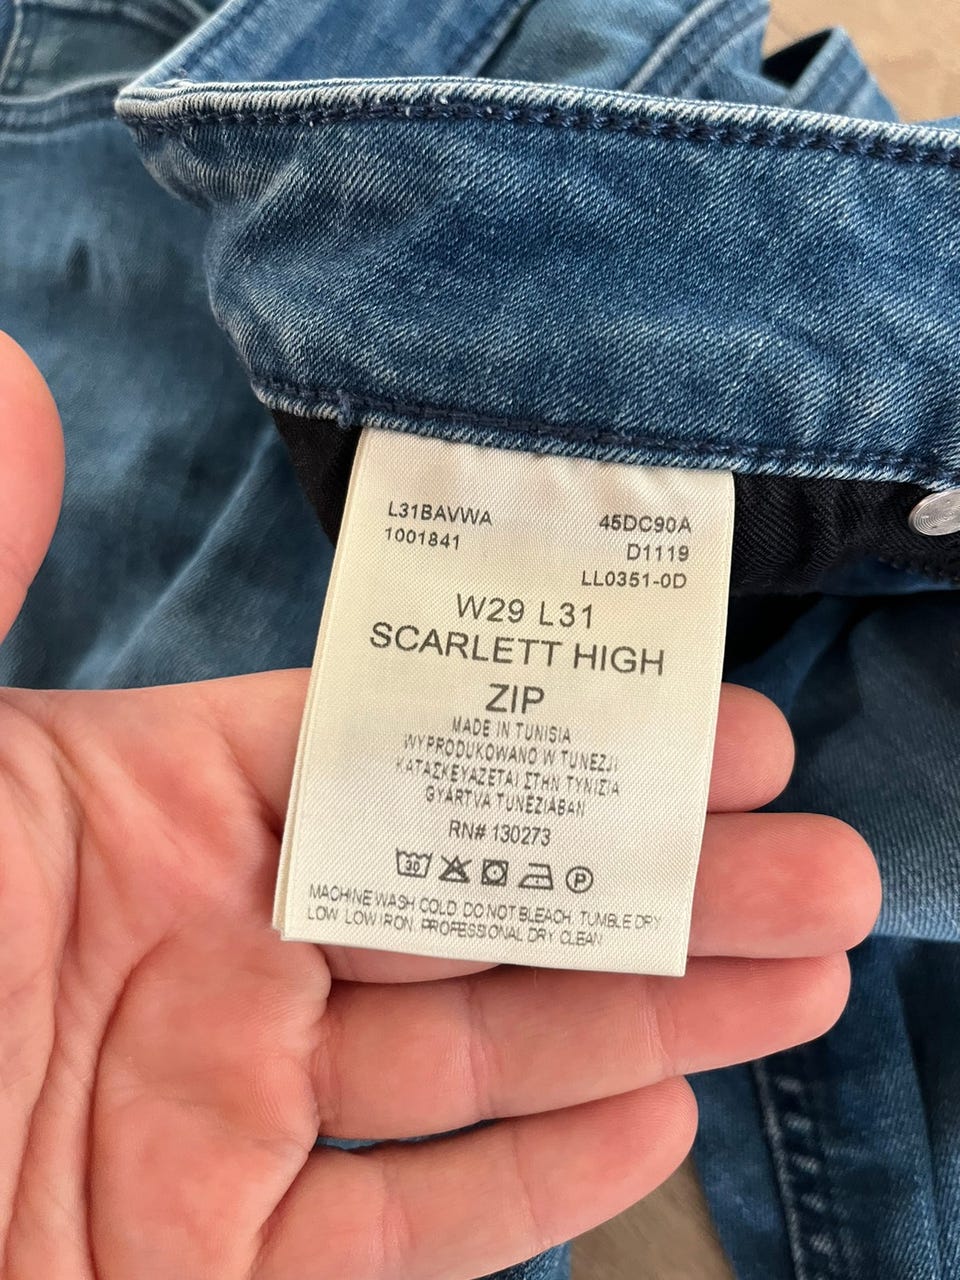 L31BAVWA 45DC90A
1001841 D1119
LL0351-0D
W29 L31
SCARLETT HIGH
ZIP
MADE IN TUNISIA
WYPRODUKOWANO W TUNEZJI
ΚΑΤΑΣΚΕΥΑΖΕΤΑΙ ΣΤΗΝ ΤΥΝΙΣΙΑ
GYÁRTVA TUNÉZIÁBAN
RN# 130273
30 P
MACHINE WASH COLD DO NOT BLEACH. TUMBLE DRY
LOW LOW IRON. PROFESSIONAL DRY CLEAN